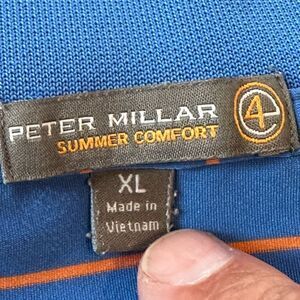 PETER MILLAR
SUMMER COMFORT
4
XL
Made in
Vietnam